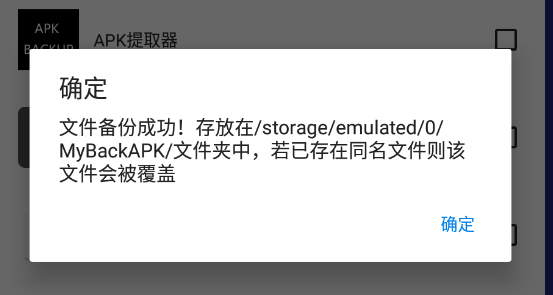 APK
BACKUP
APK提取器
确定
文件备份成功！存放在/storage/emulated/0/
MyBackAPK/文件夹中，若已存在同名文件则该
文件会被覆盖
确定